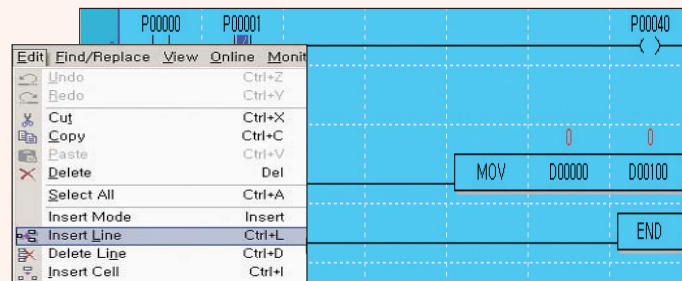 P00000 P00001 P00040
Edit Find/Replace View Online Monit
Undo Ctrl+Z
Redo Ctrl+Y
Cut Ctrl+X
Copy Ctrl+C
Paste Ctrl+V
Delete Del
Select All Ctrl+A
Insert Mode Insert
Insert Line Ctrl+L
Delete Line Ctrl+D
Insert Cell Ctrl+I
0 0
MOV D00000 D00100
END